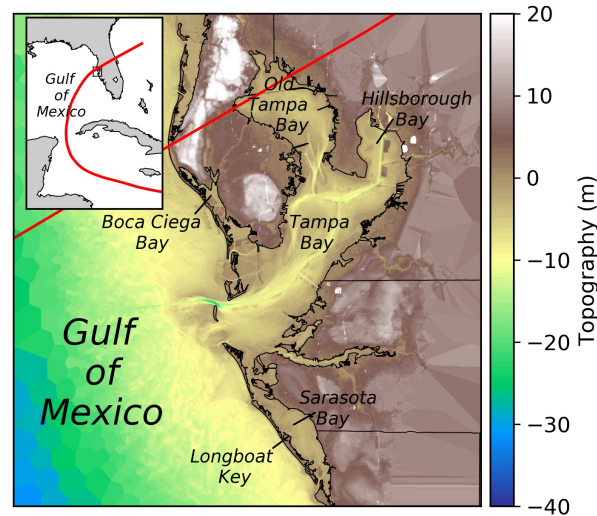 Gulf
of
Mexico
Old
Tampa
Bay
Hillsborough
Bay
Boca Ciega
Bay
Tampa
Bay
Gulf
of
Mexico
Sarasota
Bay
Longboat
Key
20
10
0
−10
−20
−30
−40
Topography (m)